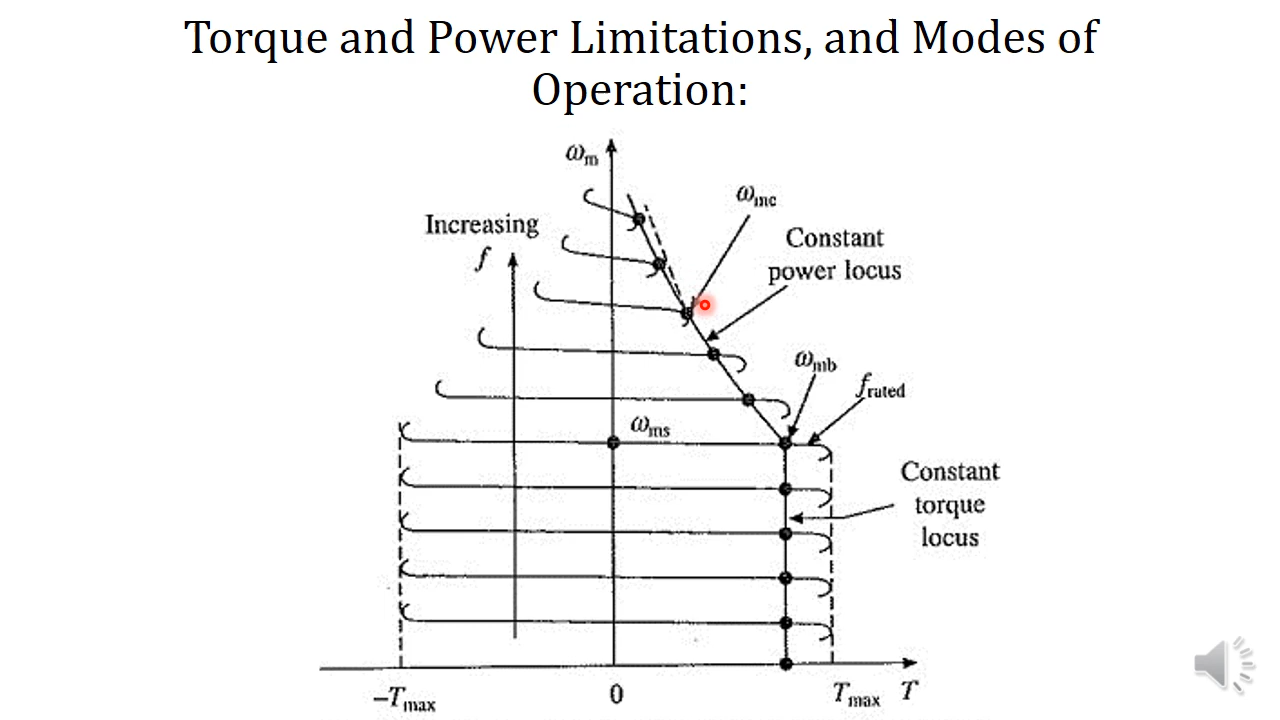 Torque and Power Limitations, and Modes of
Operation:
ωm
ωmc
Increasing
f
Constant
power locus
ωmb
frated
ωms
Constant
torque
locus
−Tmax
0
Tmax
T